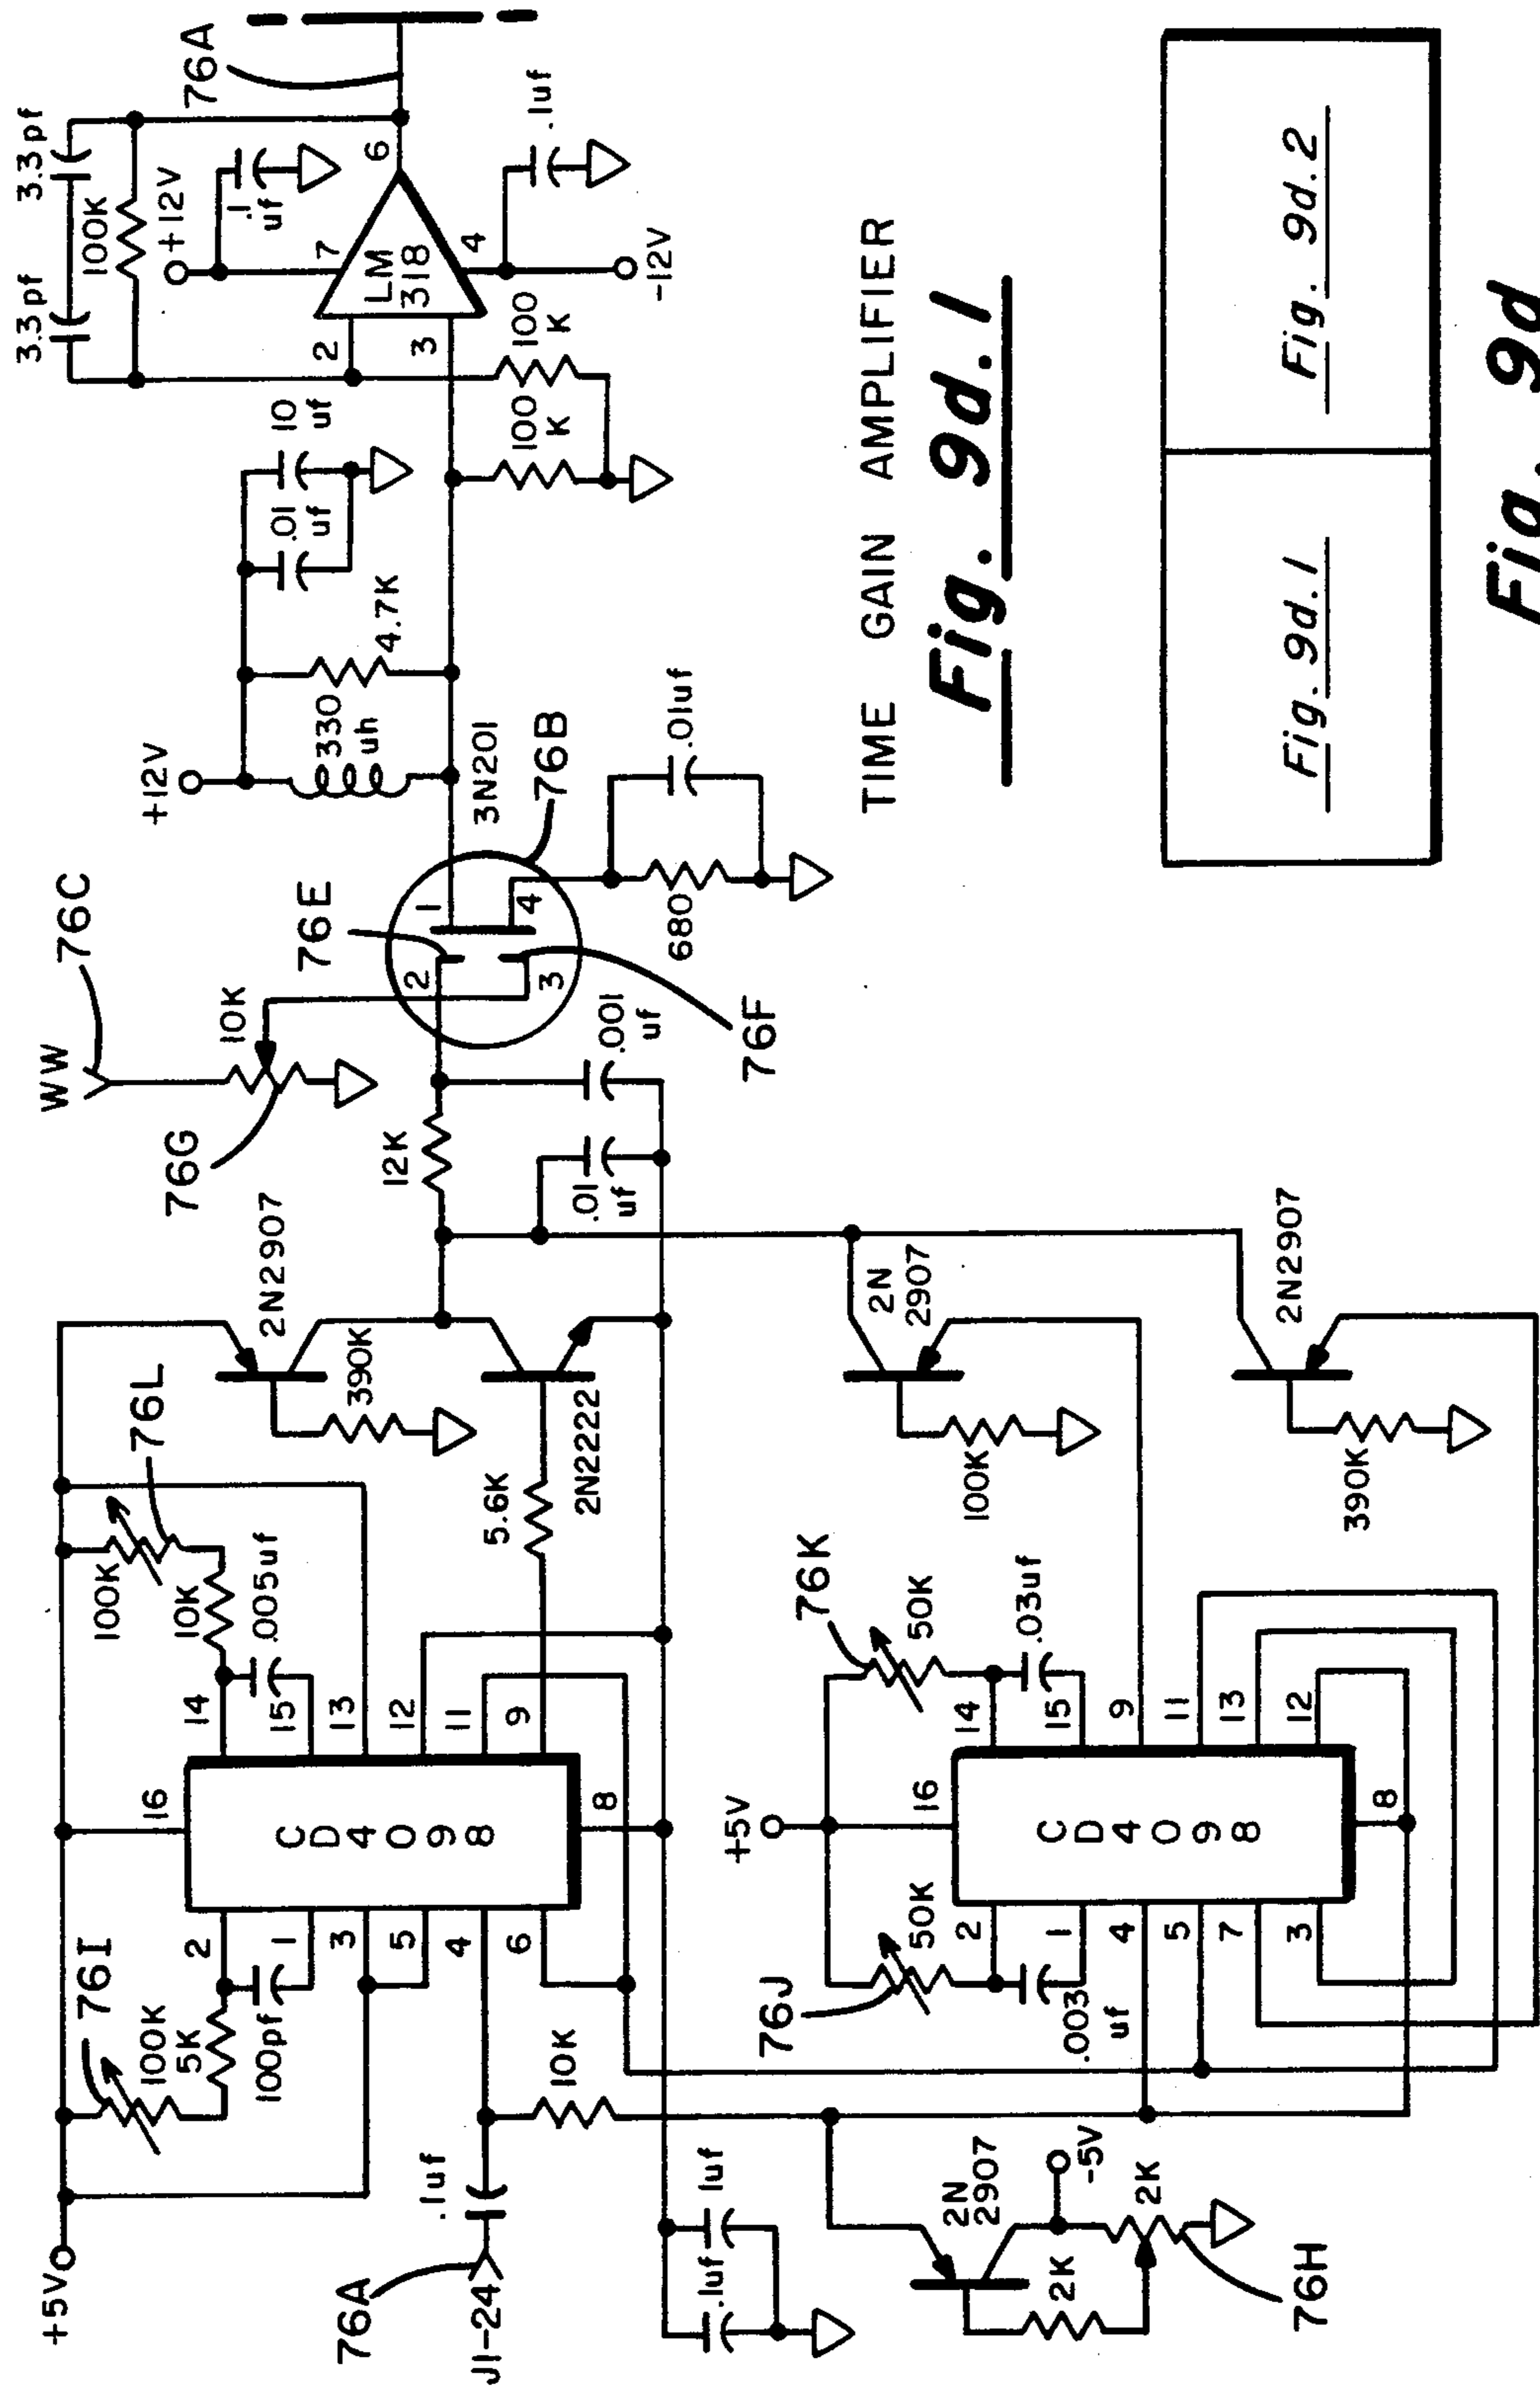 +5V
76I
100K
5K
100pf
2
1
3
5
4
6
16
CD4098
8
14
15
13
12
11
9
100K
10K
.005uf
76L
2N2907
390K
5.6K
2N2222
76A
J1-24
.1uf
10K
.1uf
.1uf
12K
.01
uf
.001
uf
WW
76C
10K
76G
76E
76F
2
3
1
4
3N201
76B
680
.01uf
+12V
330
uh
4.7K
.01
uf
10
uf
100
K
100
K
3.3pf
3.3pf
100K
+12V
.1
uf
2
3
LM
318
7
4
6
-12V
.1uf
76A
2N
2907
-5V
2K
2K
76H
+5V
76J
50K
.003
uf
2
1
4
5
7
3
16
CD4098
8
14
15
9
11
13
12
76K
50K
.03uf
2N
2907
100K
2N2907
390K
TIME GAIN AMPLIFIER
Fig. 9d.1
Fig. 9d.1
Fig. 9d.2
Fig. 9d